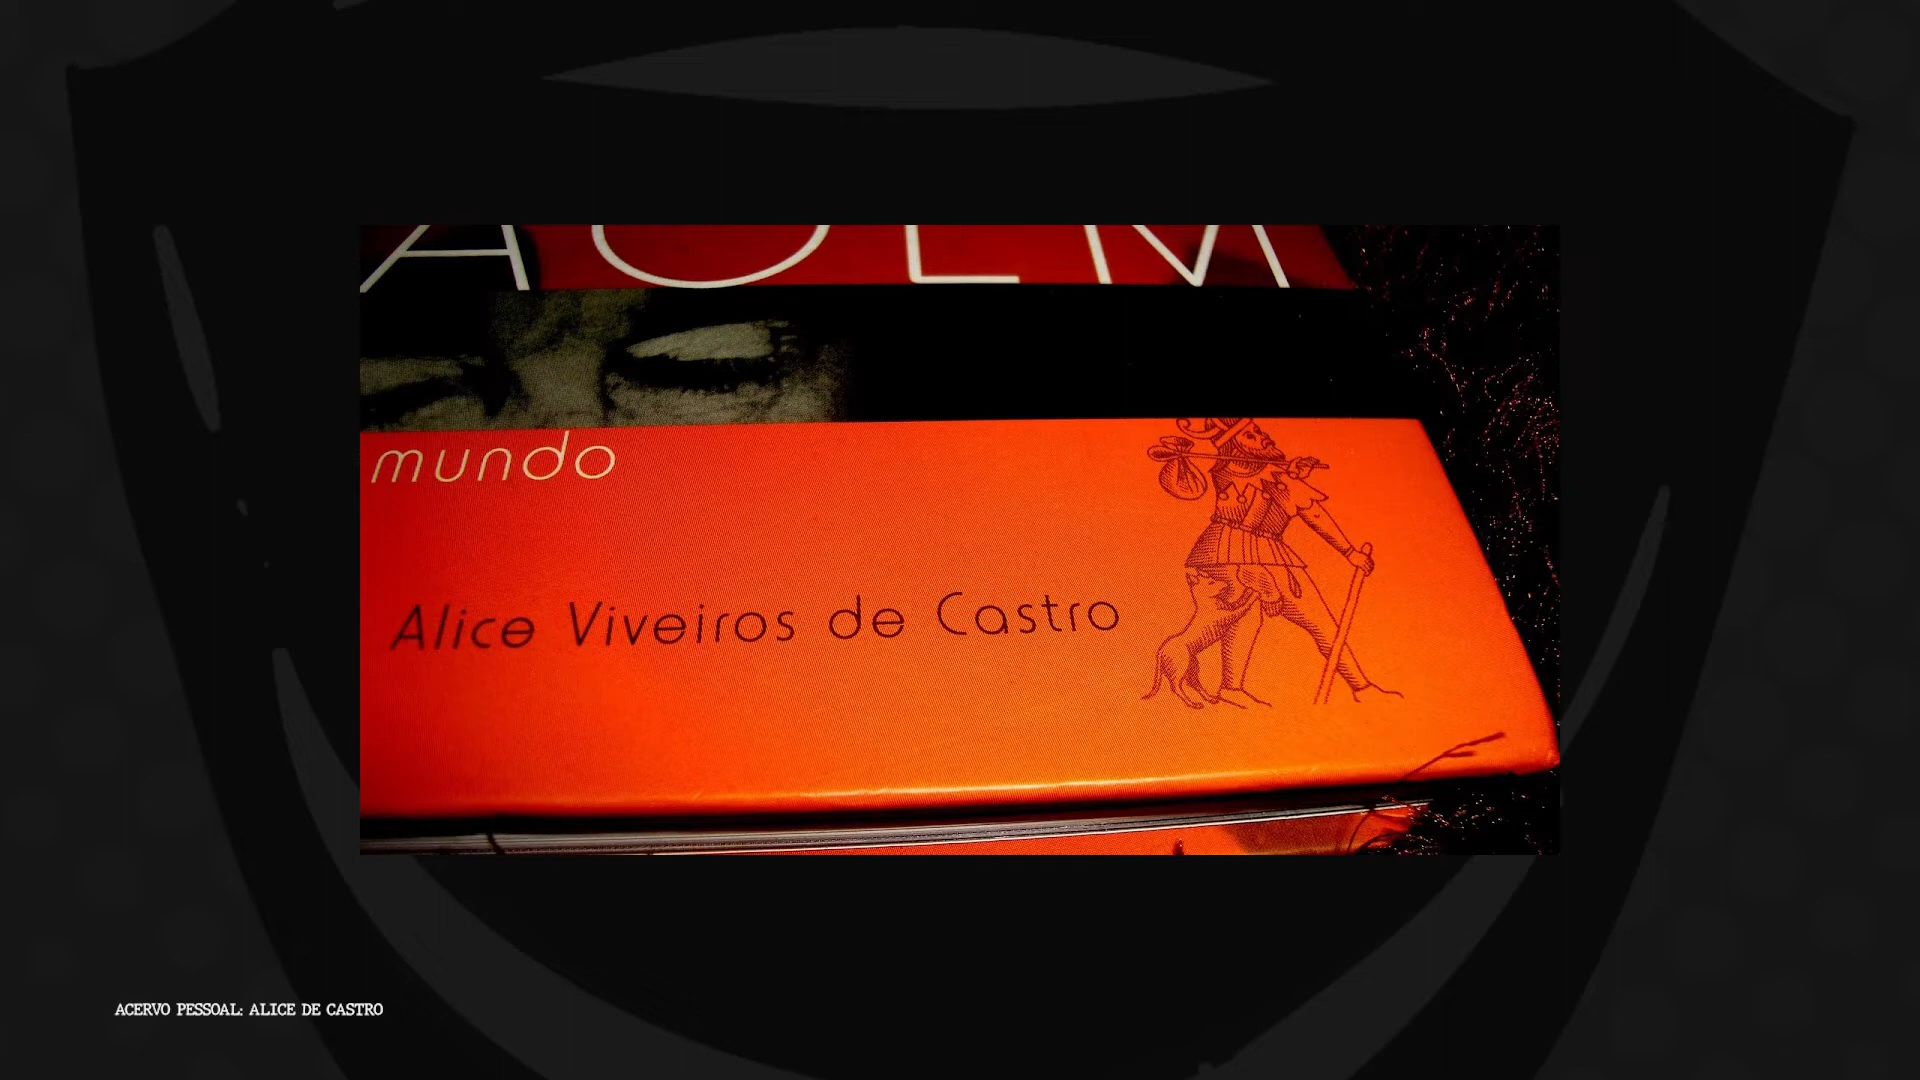 mundo
Alice Viveiros de Castro
ACERVO PESSOAL: ALICE DE CASTRO